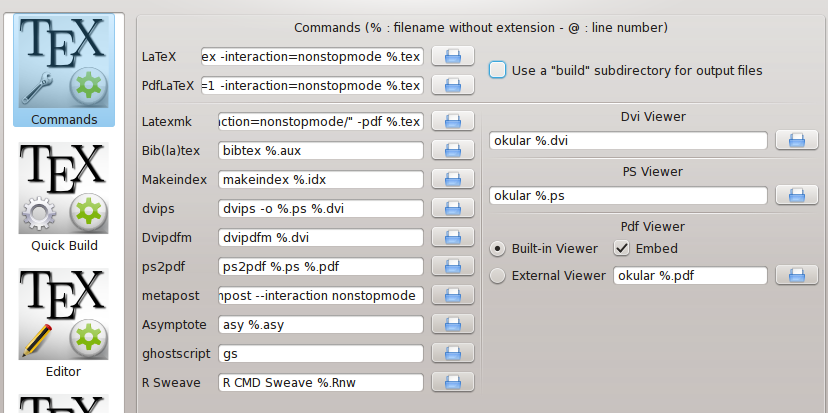 Commands (% : filename without extension - @ : line number)
TEX
Commands
TEX
Quick Build
TEX
Editor
TEX
LaTeX ex -interaction=nonstopmode %.tex
PdfLaTeX =1 -interaction=nonstopmode %.tex
Latexmk ction=nonstopmode/" -pdf %.tex
Bib(la)tex bibtex %.aux
Makeindex makeindex %.idx
dvips dvips -o %.ps %.dvi
Dvipdfm dvipdfm %.dvi
ps2pdf ps2pdf %.ps %.pdf
metapost npost --interaction nonstopmode
Asymptote asy %.asy
ghostscript gs
R Sweave R CMD Sweave %.Rnw
Use a "build" subdirectory for output files
Dvi Viewer
okular %.dvi
PS Viewer
okular %.ps
Pdf Viewer
Built-in Viewer Embed
External Viewer okular %.pdf